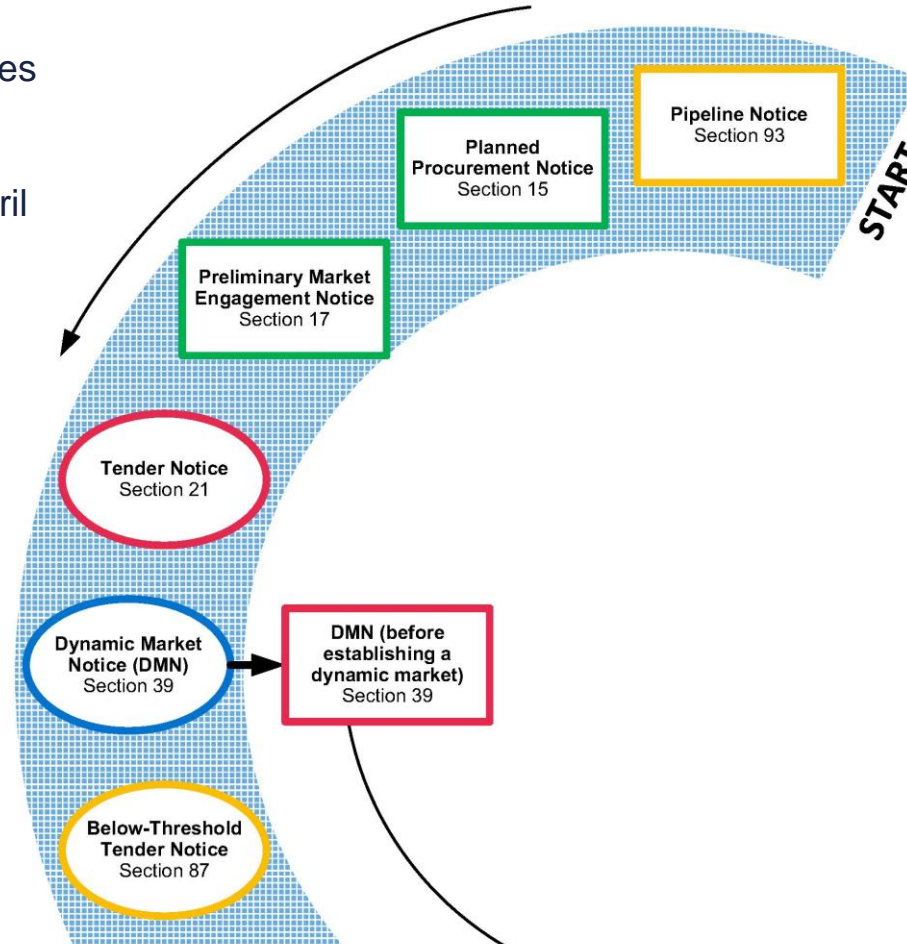 es
ril
START
Pipeline Notice
Section 93
Planned
Procurement Notice
Section 15
Preliminary Market
Engagement Notice
Section 17
Tender Notice
Section 21
Dynamic Market
Notice (DMN)
Section 39
DMN (before
establishing a
dynamic market)
Section 39
Below-Threshold
Tender Notice
Section 87